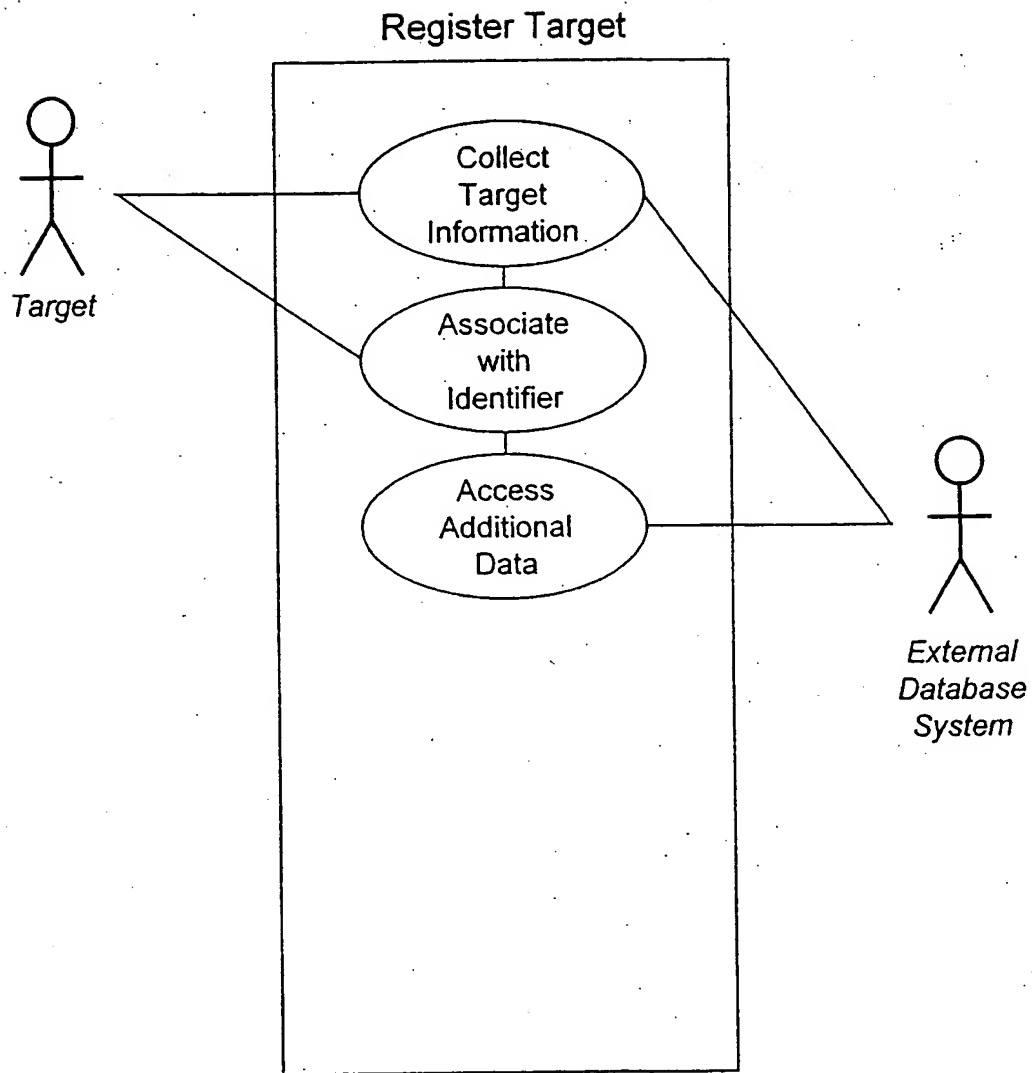 Register Target
Collect
Target
Information
Target
Associate
with
Identifier
Access
Additional
Data
External
Database
System